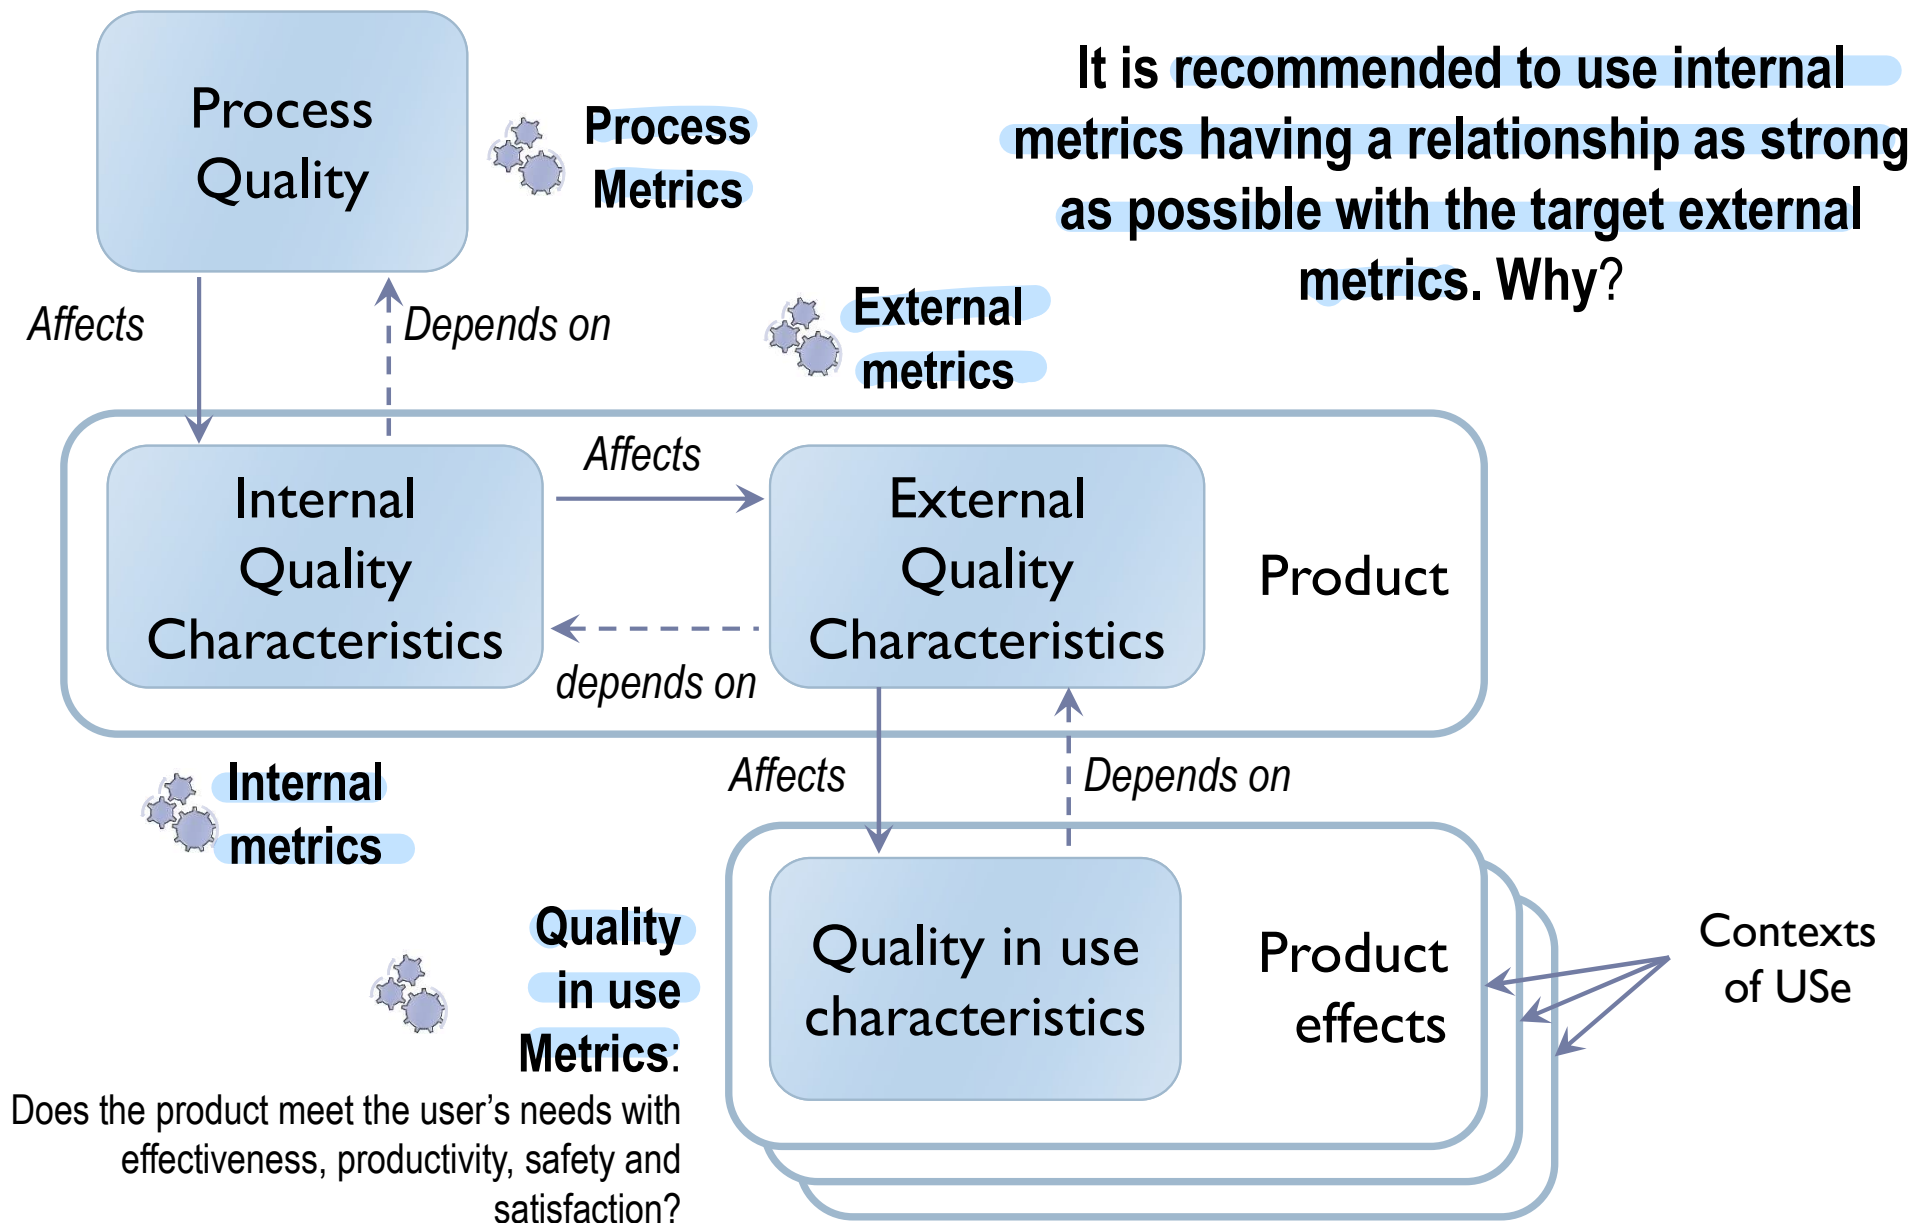 Process
Quality
Process
Metrics
It is recommended to use internal
metrics having a relationship as strong
as possible with the target external
metrics. Why?
Affects
Depends on
External
metrics
Internal
Quality
Characteristics
Affects
depends on
External
Quality
Characteristics
Product
Internal
metrics
Affects
Depends on
Quality
in use
Metrics:
Does the product meet the user’s needs with
effectiveness, productivity, safety and
satisfaction?
Quality in use
characteristics
Product
effects
Contexts
of USe